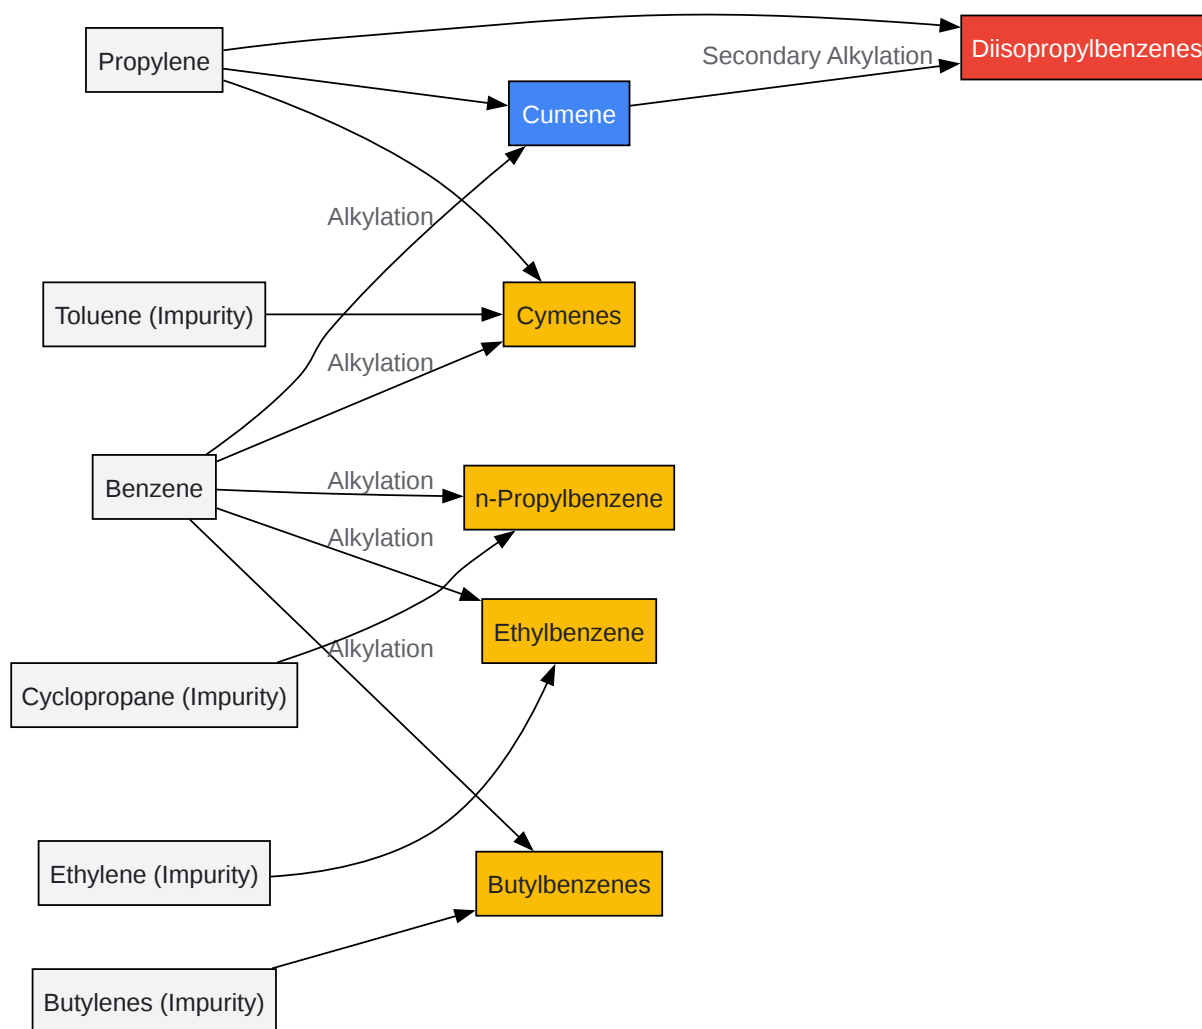 Propylene
Diisopropylbenzenes
Secondary Alkylation
Cumene
Alkylation
Toluene (Impurity)
Cymenes
Alkylation
Benzene
Alkylation
n-Propylbenzene
Alkylation
Ethylbenzene
Alkylation
Cyclopropane (Impurity)
Ethylene (Impurity)
Butylbenzenes
Butylenes (Impurity)